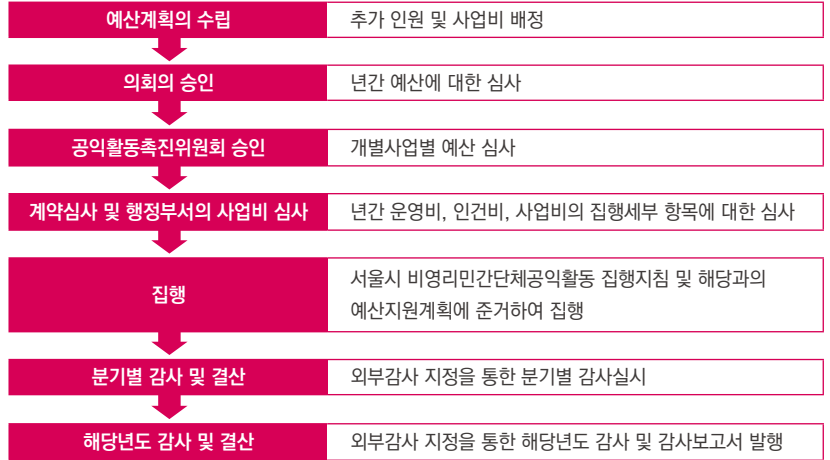 예산계획의 수립
추가 인원 및 사업비 배정
의회의 승인
년간 예산에 대한 심사
공익활동촉진위원회 승인
개별사업별 예산 심사
계약심사 및 행정부서의 사업비 심사
년간 운영비, 인건비, 사업비의 집행세부 항목에 대한 심사
집행
서울시 비영리민간단체공익활동 집행지침 및 해당과의
예산지원계획에 준거하여 집행
분기별 감사 및 결산
외부감사 지정을 통한 분기별 감사실시
해당년도 감사 및 결산
외부감사 지정을 통한 해당년도 감사 및 감사보고서 발행